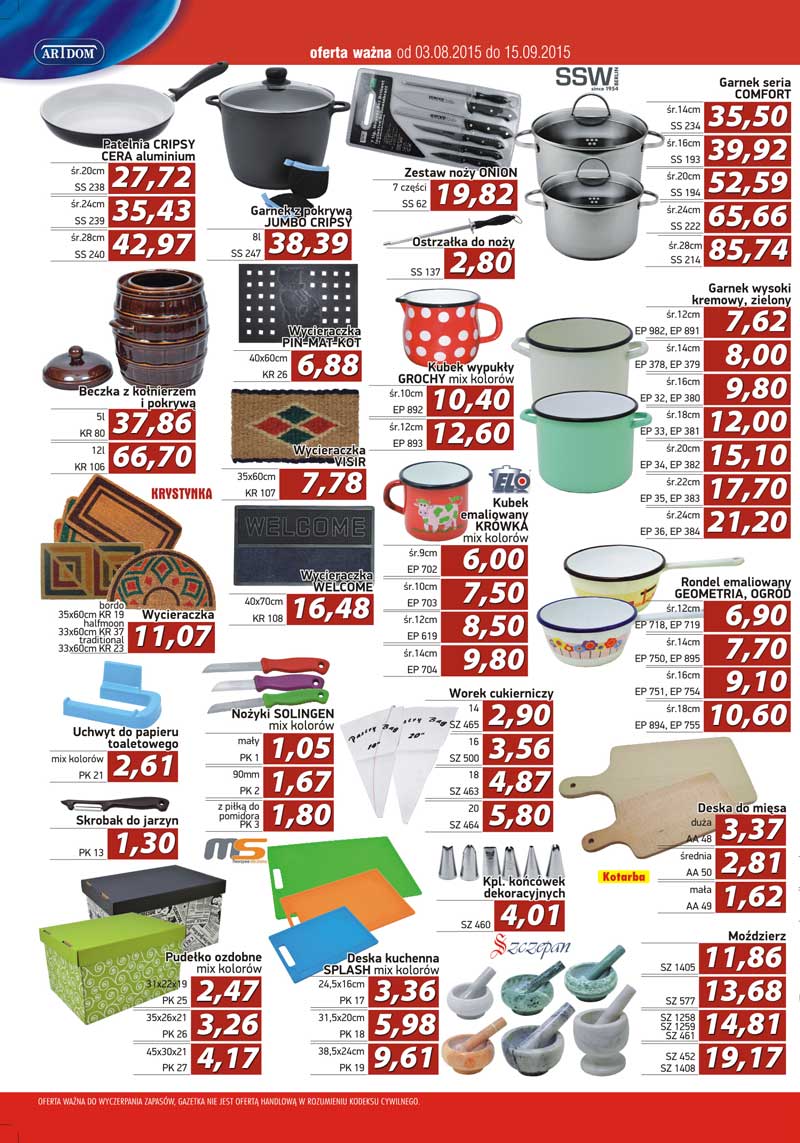 ARTDOM
oferta ważna od 03.08.2015 do 15.09.2015
Patelnia CRIPSY
CERA aluminium
śr.20cm
SS 238
27,72
śr.24cm
SS 239
35,43
śr.28cm
SS 240
42,97
Garnek z pokrywą
JUMBO CRIPSY
8l
SS 247
38,39
Zestaw noży ONION
7 części
SS 62
19,82
Ostrzałka do noży
SS 137
2,80
SSW BERLIN
since 1954
Garnek seria
COMFORT
śr.14cm
SS 234
35,50
śr.16cm
SS 193
39,92
śr.20cm
SS 194
52,59
śr.24cm
SS 222
65,66
śr.28cm
SS 214
85,74
Beczka z kołnierzem
i pokrywą
5l
KR 80
37,86
12l
KR 106
66,70
Wycieraczka
PIN-MAT-KOT
40x60cm
KR 26
6,88
Wycieraczka
VISIR
35x60cm
KR 107
7,78
Kubek wypukły
GROCHY mix kolorów
śr.10cm
EP 892
10,40
śr.12cm
EP 893
12,60
Garnek wysoki
kremowy, zielony
śr.12cm
EP 982, EP 891
7,62
śr.14cm
EP 378, EP 379
8,00
śr.16cm
EP 32, EP 380
9,80
śr.18cm
EP 33, EP 381
12,00
śr.20cm
EP 34, EP 382
15,10
śr.22cm
EP 35, EP 383
17,70
śr.24cm
EP 36, EP 384
21,20
KRYSTYNKA
bordo
35x60cm KR 19
halfmoon
33x60cm KR 37
traditional
33x60cm KR 23
Wycieraczka
11,07
WELCOME
Wycieraczka
WELCOME
40x70cm
KR 108
16,48
ELO
Kubek
emaliowany
KRÓWKA
mix kolorów
śr.9cm
EP 702
6,00
śr.10cm
EP 703
7,50
śr.12cm
EP 619
8,50
śr.14cm
EP 704
9,80
Rondel emaliowany
GEOMETRIA, OGRÓD
śr.12cm
EP 718, EP 719
6,90
śr.14cm
EP 750, EP 895
7,70
śr.16cm
EP 751, EP 754
9,10
śr.18cm
EP 894, EP 755
10,60
Uchwyt do papieru
toaletowego
mix kolorów
PK 21
2,61
Skrobak do jarzyn
PK 13
1,30
Nożyki SOLINGEN
mix kolorów
mały
PK 1
1,05
90mm
PK 2
1,67
z piłką do
pomidora
PK 3
1,80
Worek cukierniczy
Pastry Bag
14"
Pastry Bag
20"
14
SZ 465
2,90
16
SZ 500
3,56
18
SZ 463
4,87
20
SZ 464
5,80
Deska do mięsa
duża
AA 48
3,37
średnia
AA 50
2,81
mała
AA 49
1,62
Kotarba
MS
Kpl. końcówek
dekoracyjnych
SZ 460
4,01
Pudełko ozdobne
mix kolorów
31x22x19
PK 25
2,47
35x26x21
PK 26
3,26
45x30x21
PK 27
4,17
Deska kuchenna
SPLASH mix kolorów
24,5x16cm
PK 17
3,36
31,5x20cm
PK 18
5,98
38,5x24cm
PK 19
9,61
Szczepan
Moździerz
SZ 1405
11,86
SZ 577
13,68
SZ 1258
SZ 1259
SZ 461
14,81
SZ 452
SZ 1408
19,17
OFERTA WAŻNA DO WYCZERPANIA ZAPASÓW, GAZETKA NIE JEST OFERTĄ HANDLOWĄ W ROZUMIENIU KODEKSU CYWILNEGO.